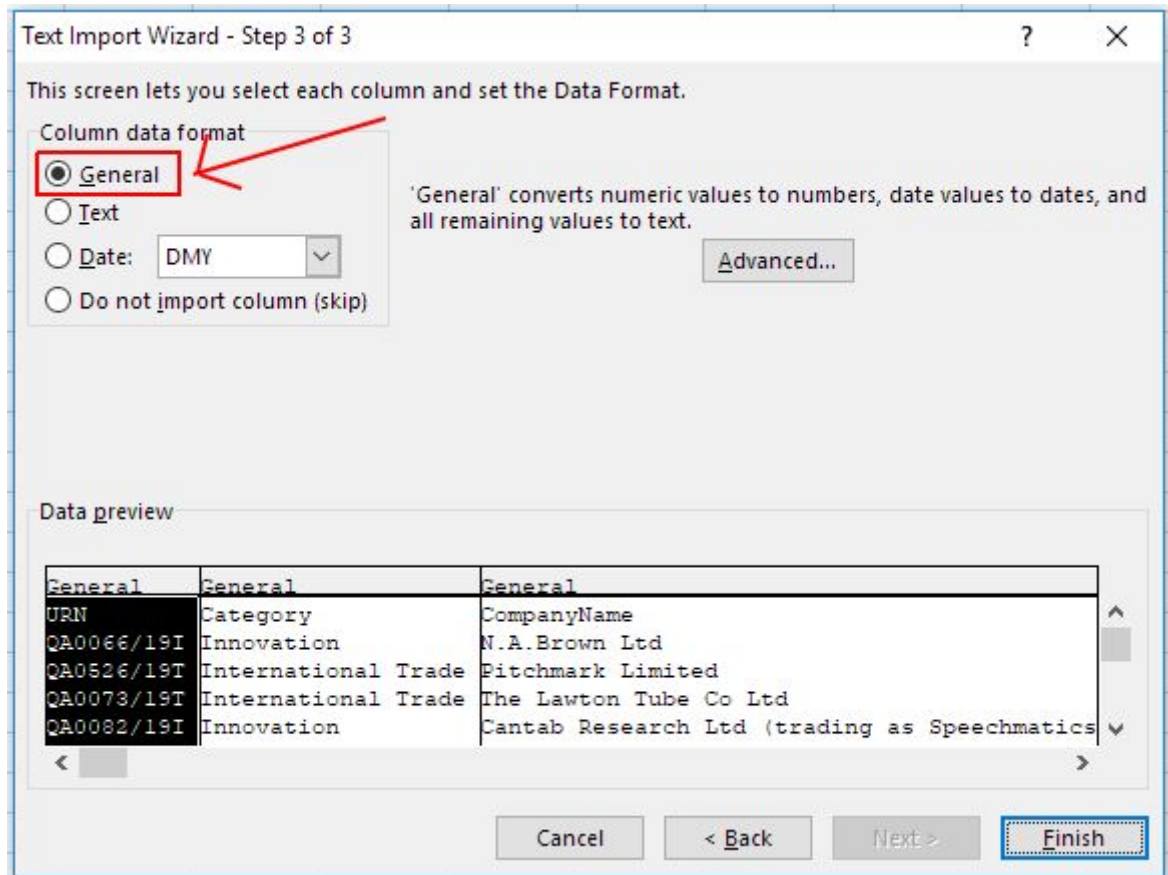 Text Import Wizard - Step 3 of 3
?
This screen lets you select each column and set the Data Format.
Column data format
General
Text
Date: DMY
Do not import column (skip)
'General' converts numeric values to numbers, date values to dates, and
all remaining values to text.
Advanced...
Data preview
General General General
URN Category CompanyName
QA0066/19I Innovation N.A.Brown Ltd
QA0526/19T International Trade Pitchmark Limited
QA0073/19T International Trade The Lawton Tube Co Ltd
QA0082/19I Innovation Cantab Research Ltd (trading as Speechmatics
Cancel < Back Next > Finish